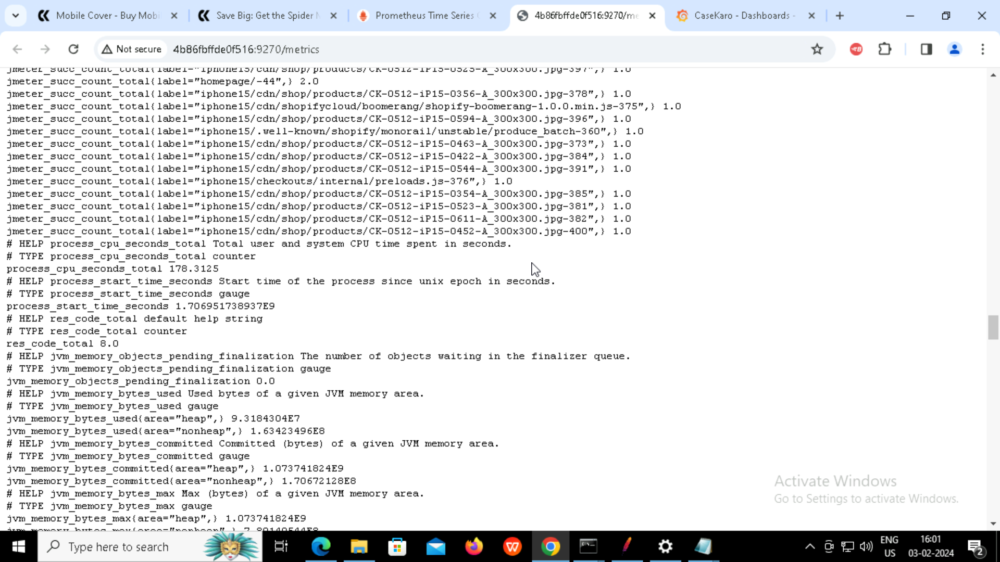 Mobile Cover - Buy Mobi
Save Big: Get the Spider
Prometheus Time Series
4b86fbffde0f516:9270/me
CaseKaro - Dashboards -
Not secure
4b86fbffde0f516:9270/metrics
jmeter_succ_count_total{label="iphone15/cdn/shop/products/CK-0512-iP15-0525-A_300x300.jpg-397",} 1.0
jmeter_succ_count_total{label="homepage/-44",} 2.0
jmeter_succ_count_total{label="iphone15/cdn/shop/products/CK-0512-iP15-0356-A_300x300.jpg-378",} 1.0
jmeter_succ_count_total{label="iphone15/cdn/shopifycloud/boomerang/shopify-boomerang-1.0.0.min.js-375",} 1.0
jmeter_succ_count_total{label="iphone15/cdn/shop/products/CK-0512-iP15-0594-A_300x300.jpg-396",} 1.0
jmeter_succ_count_total{label="iphone15/.well-known/shopify/monorail/unstable/produce_batch-360",} 1.0
jmeter_succ_count_total{label="iphone15/cdn/shop/products/CK-0512-iP15-0463-A_300x300.jpg-373",} 1.0
jmeter_succ_count_total{label="iphone15/cdn/shop/products/CK-0512-iP15-0422-A_300x300.jpg-384",} 1.0
jmeter_succ_count_total{label="iphone15/cdn/shop/products/CK-0512-iP15-0544-A_300x300.jpg-391",} 1.0
jmeter_succ_count_total{label="iphone15/checkouts/internal/preloads.js-376",} 1.0
jmeter_succ_count_total{label="iphone15/cdn/shop/products/CK-0512-iP15-0354-A_300x300.jpg-385",} 1.0
jmeter_succ_count_total{label="iphone15/cdn/shop/products/CK-0512-iP15-0523-A_300x300.jpg-381",} 1.0
jmeter_succ_count_total{label="iphone15/cdn/shop/products/CK-0512-iP15-0611-A_300x300.jpg-382",} 1.0
jmeter_succ_count_total{label="iphone15/cdn/shop/products/CK-0512-iP15-0452-A_300x300.jpg-400",} 1.0
# HELP process_cpu_seconds_total Total user and system CPU time spent in seconds.
# TYPE process_cpu_seconds_total counter
process_cpu_seconds_total 178.3125
# HELP process_start_time_seconds Start time of the process since unix epoch in seconds.
# TYPE process_start_time_seconds gauge
process_start_time_seconds 1.706951738937E9
# HELP res_code_total default help string
# TYPE res_code_total counter
res_code_total 8.0
# HELP jvm_memory_objects_pending_finalization The number of objects waiting in the finalizer queue.
# TYPE jvm_memory_objects_pending_finalization gauge
jvm_memory_objects_pending_finalization 0.0
# HELP jvm_memory_bytes_used Used bytes of a given JVM memory area.
# TYPE jvm_memory_bytes_used gauge
jvm_memory_bytes_used{area="heap",} 9.3184304E7
jvm_memory_bytes_used{area="nonheap",} 1.63423496E8
# HELP jvm_memory_bytes_committed Committed (bytes) of a given JVM memory area.
# TYPE jvm_memory_bytes_committed gauge
jvm_memory_bytes_committed{area="heap",} 1.073741824E9
jvm_memory_bytes_committed{area="nonheap",} 1.70672128E8
# HELP jvm_memory_bytes_max Max (bytes) of a given JVM memory area.
# TYPE jvm_memory_bytes_max gauge
jvm_memory_bytes_max{area="heap",} 1.073741824E9
jvm_memory_bytes_max{area="nonheap",}
Activate Windows
Go to Settings to activate Windows.
Type here to search
ENG
US
16:01
03-02-2024
2